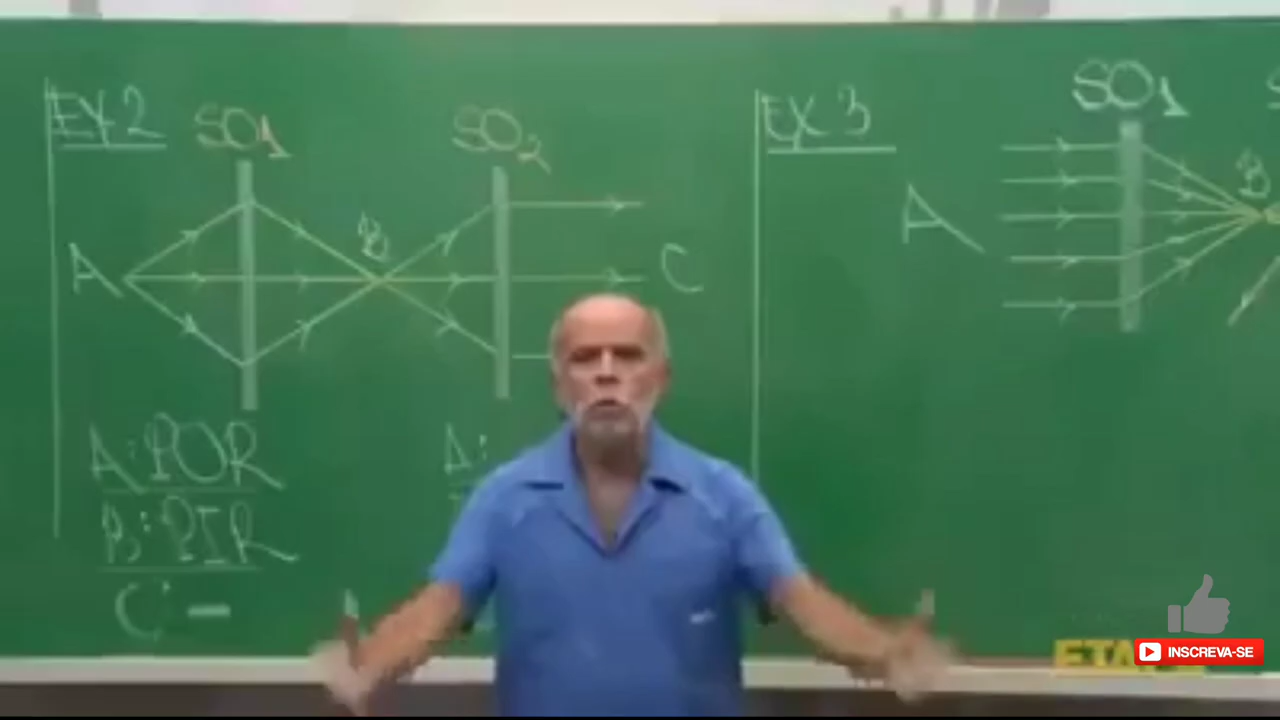 EX 2
SO1
SO2
A
B
C
A: POR
B: PIR
C: -
A:
EX 3
SO1
A
B
INSCREVA-SE